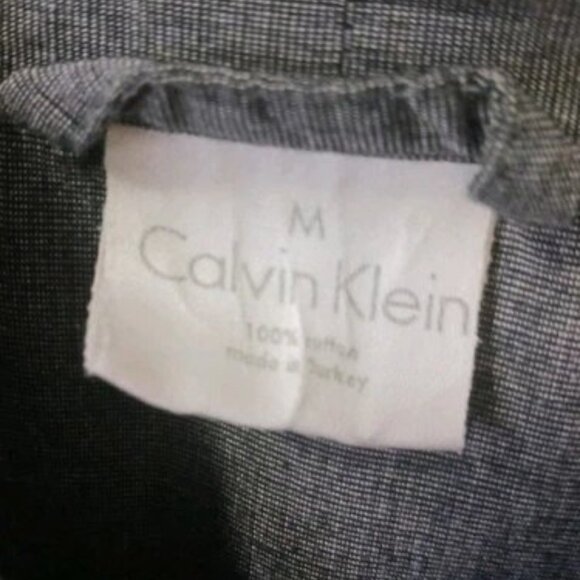 M
Calvin Klein
100% cotton
made in Turkey